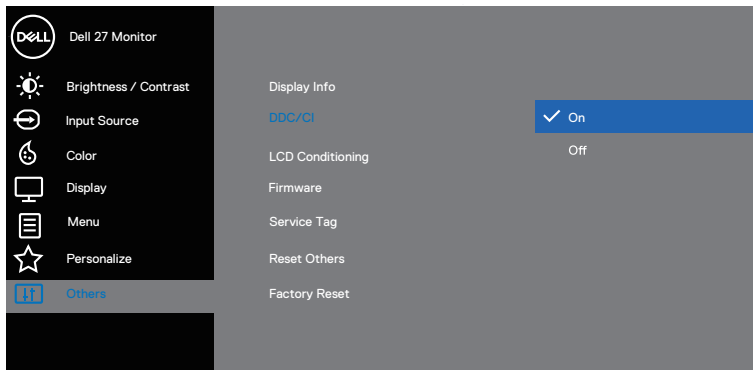 DELL
Dell 27 Monitor
Brightness / Contrast
Input Source
Color
Display
Menu
Personalize
Others
Display Info
DDC/CI
LCD Conditioning
Firmware
Service Tag
Reset Others
Factory Reset
On
Off